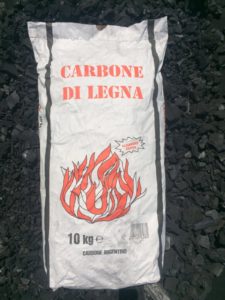 CARBONE
DI LEGNA
10 kg ℮
CARBONE ARGENTINO